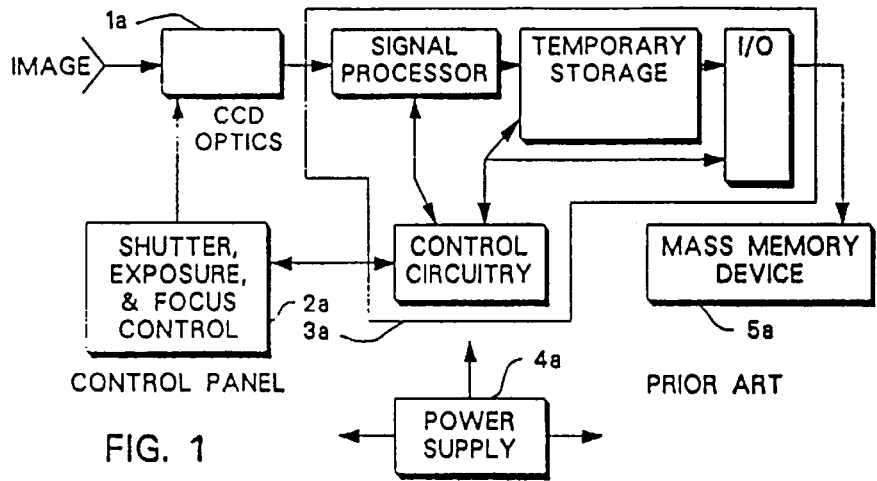 1a
IMAGE
CCD
OPTICS
SIGNAL
PROCESSOR
TEMPORARY
STORAGE
I/O
SHUTTER,
EXPOSURE,
& FOCUS
CONTROL
2a
3a
CONTROL
CIRCUITRY
MASS MEMORY
DEVICE
5a
CONTROL PANEL
4a
PRIOR ART
POWER
SUPPLY
FIG. 1